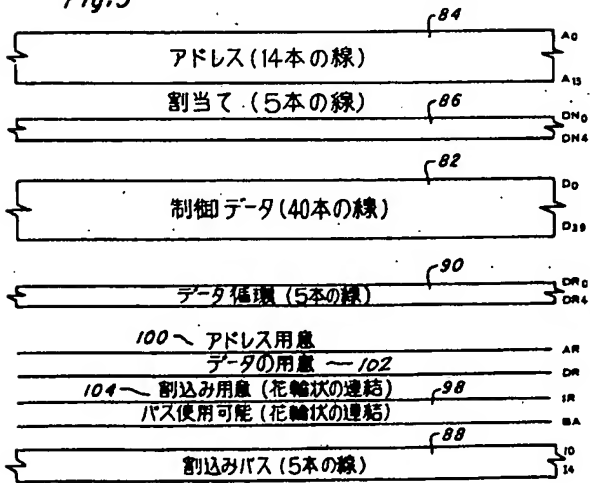 Fig.5
84
アドレス(14本の線)
A0
A13
割当て(5本の線)
86
DN0
DN4
82
制御データ(40本の線)
D0
D39
90
データ循環(5本の線)
DR0
DR4
100 アドレス用意
AR
データの用意 102
DR
104 割込み用意(花輪状の連結)
98
IR
バス使用可能(花輪状の連結)
BA
88
割込みバス(5本の線)
I0
I4